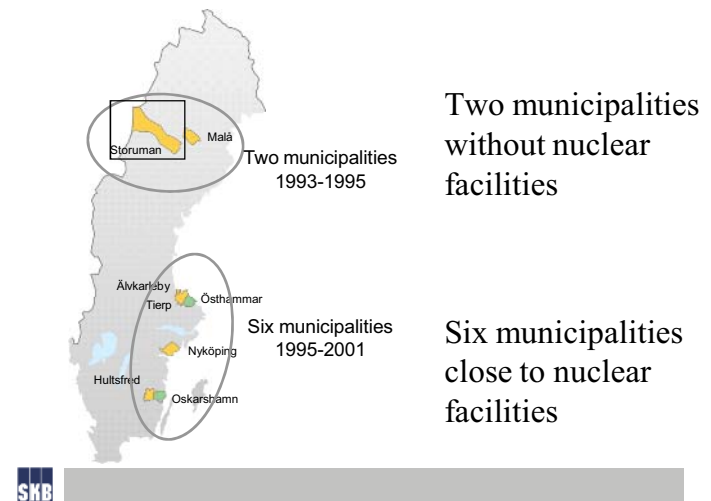 Storuman
Malå
Two municipalities
1993-1995
Two municipalities
without nuclear
facilities
Älvkarleby
Tierp
Östhammar
Six municipalities
1995-2001
Nyköping
Hultsfred
Oskarshamn
Six municipalities
close to nuclear
facilities
SKB